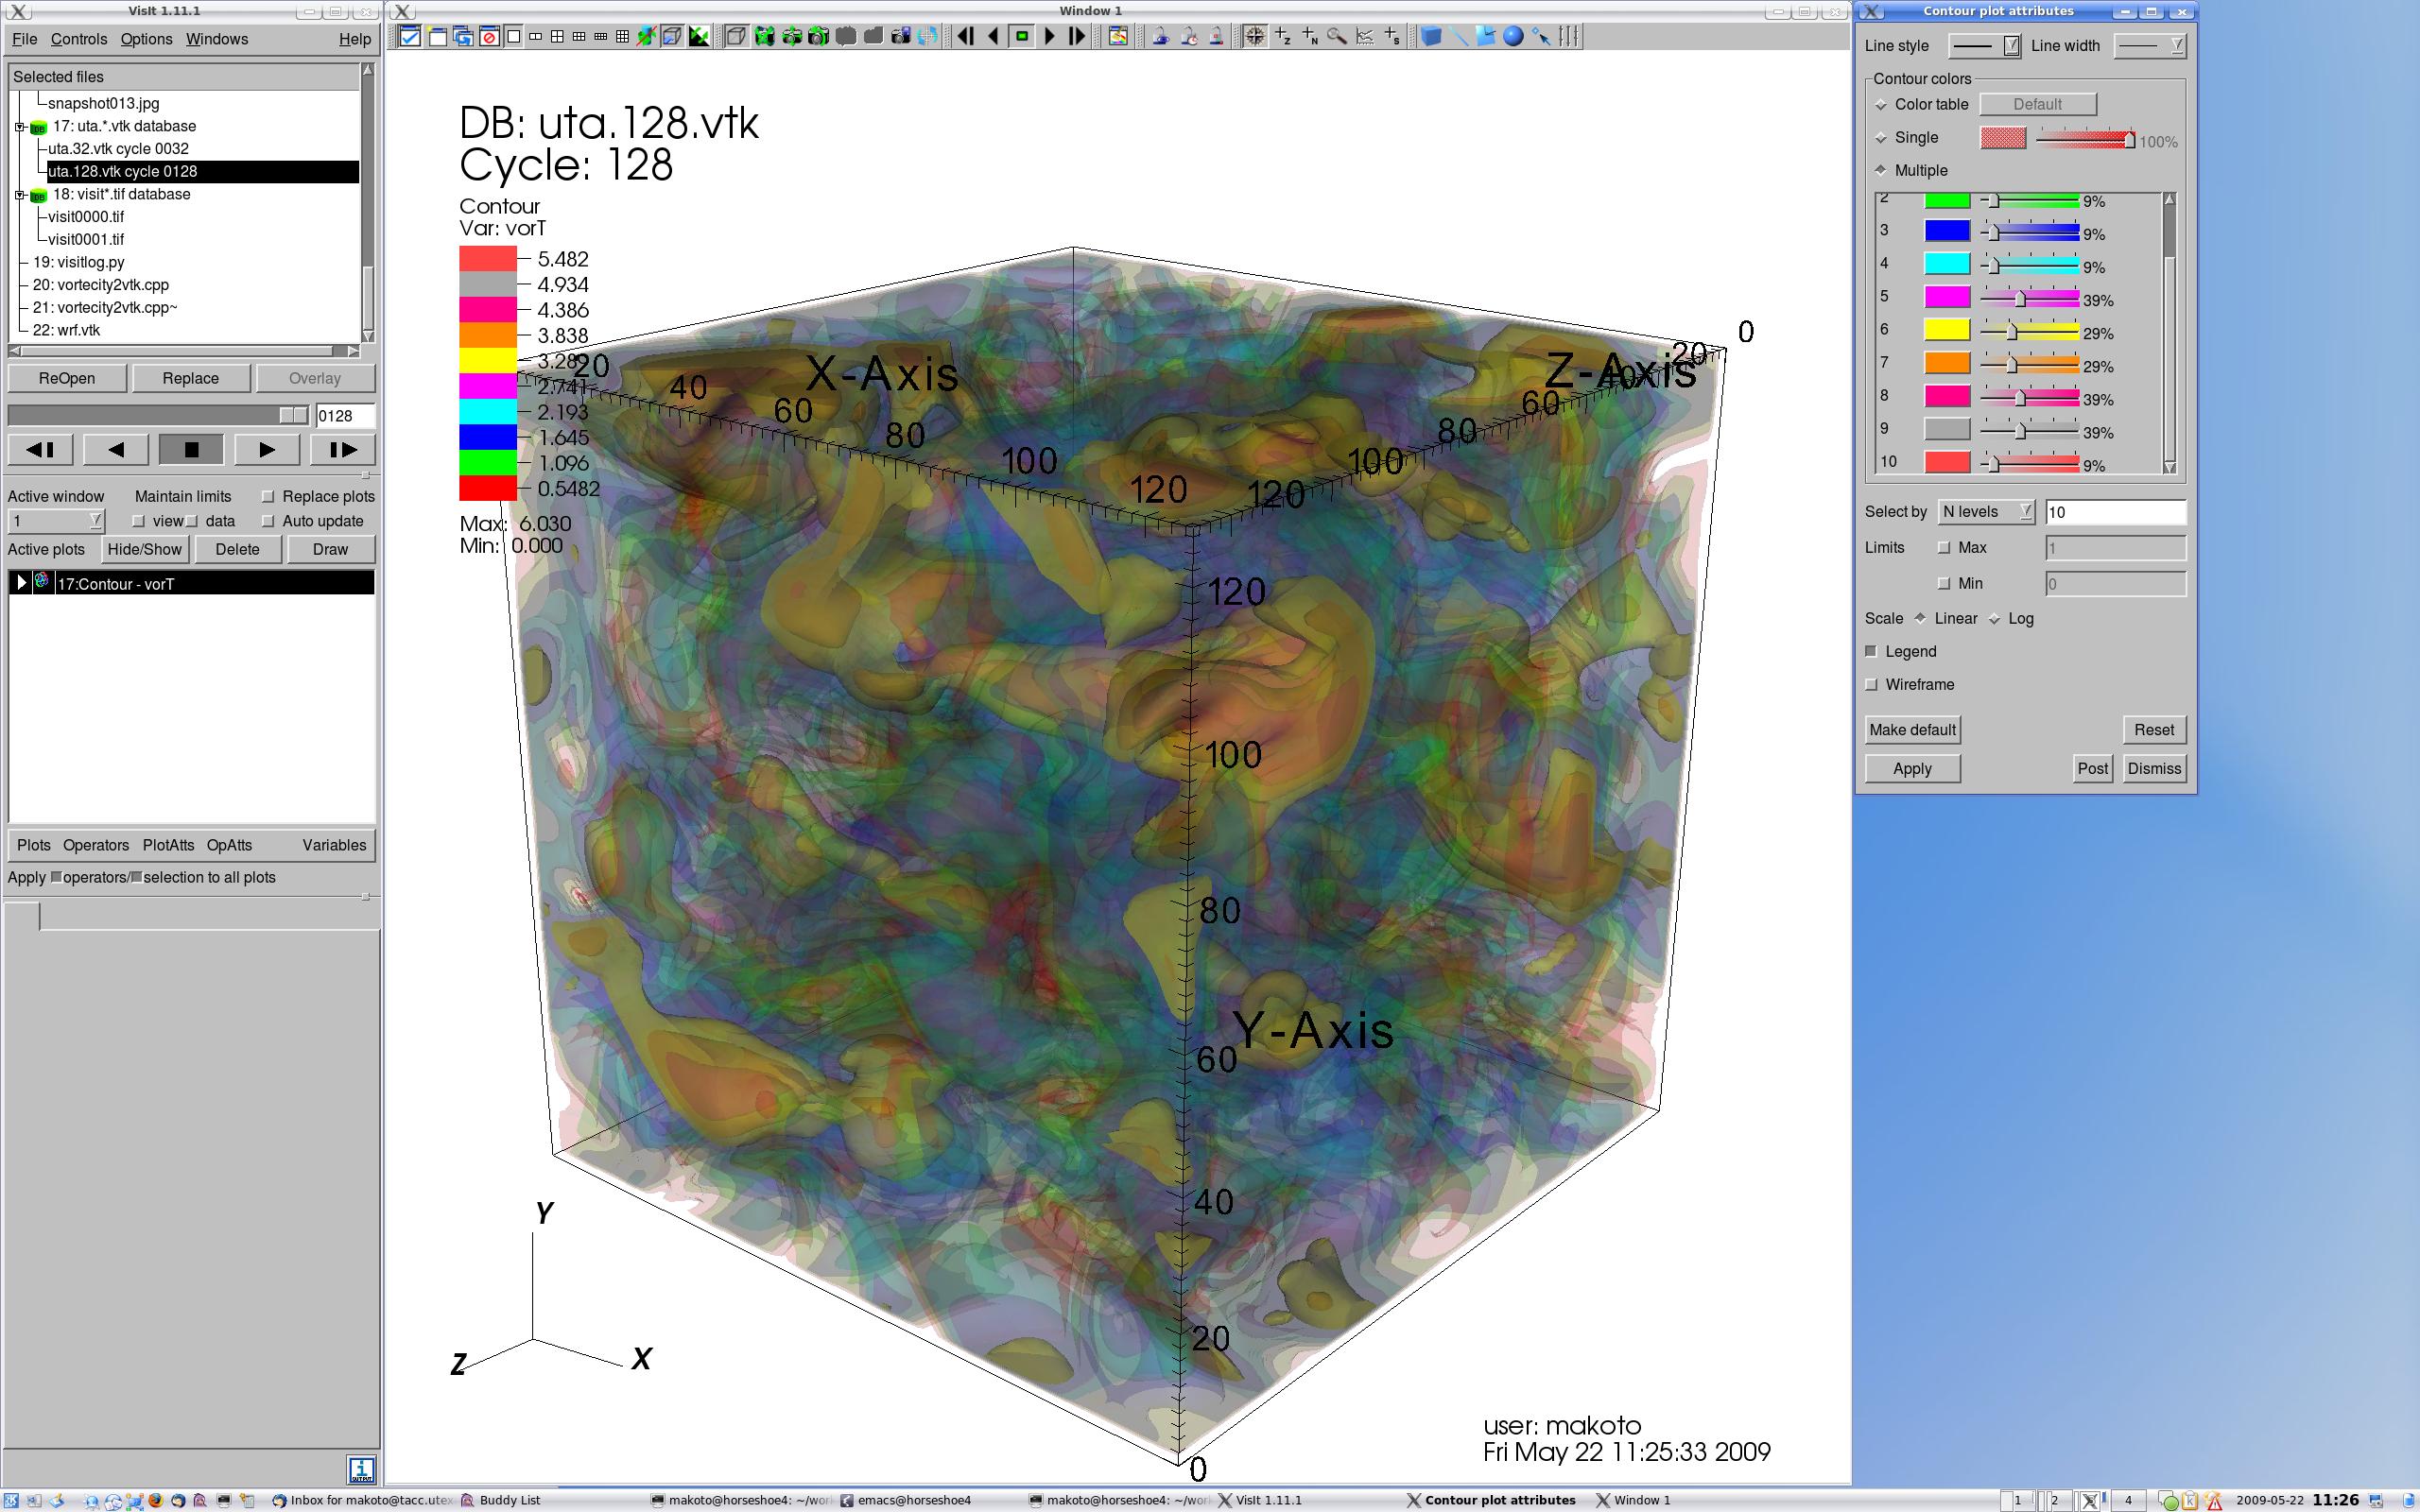 VisIt 1.11.1
File Controls Options Windows Help
Selected files
snapshot013.jpg
17: uta.*.vtk database
uta.32.vtk cycle 0032
uta.128.vtk cycle 0128
18: visit*.tif database
visit0000.tif
visit0001.tif
19: visitlog.py
20: vortecity2vtk.cpp
21: vortecity2vtk.cpp~
22: wrf.vtk
ReOpen Replace Overlay
0128
Active window Maintain limits Replace plots
1 view data Auto update
Active plots Hide/Show Delete Draw
17:Contour - vorT
Plots Operators PlotAtts OpAtts Variables
Apply operators/ selection to all plots
Window 1
DB: uta.128.vtk
Cycle: 128
Contour
Var: vorT
5.482
4.934
4.386
3.838
3.289
2.741
2.193
1.645
1.096
0.5482
Max: 6.030
Min: 0.000
X-Axis
20
40
60
80
100
120
Z-Axis
0
20
40
60
80
100
120
Y-Axis
120
100
80
60
40
20
0
Y
Z
X
user: makoto
Fri May 22 11:25:33 2009
Contour plot attributes
Line style Line width
Contour colors
Color table Default
Single 100%
Multiple
2 9%
3 9%
4 9%
5 39%
6 29%
7 29%
8 39%
9 39%
10 9%
Select by N levels 10
Limits Max 1
Min 0
Scale Linear Log
Legend
Wireframe
Make default Reset
Apply Post Dismiss
Inbox for makoto@tacc.utex Buddy List makoto@horseshoe4: ~/wor emacs@horseshoe4 makoto@horseshoe4: ~/wor VisIt 1.11.1 Contour plot attributes Window 1 1 2 4 2009-05-22 11:26